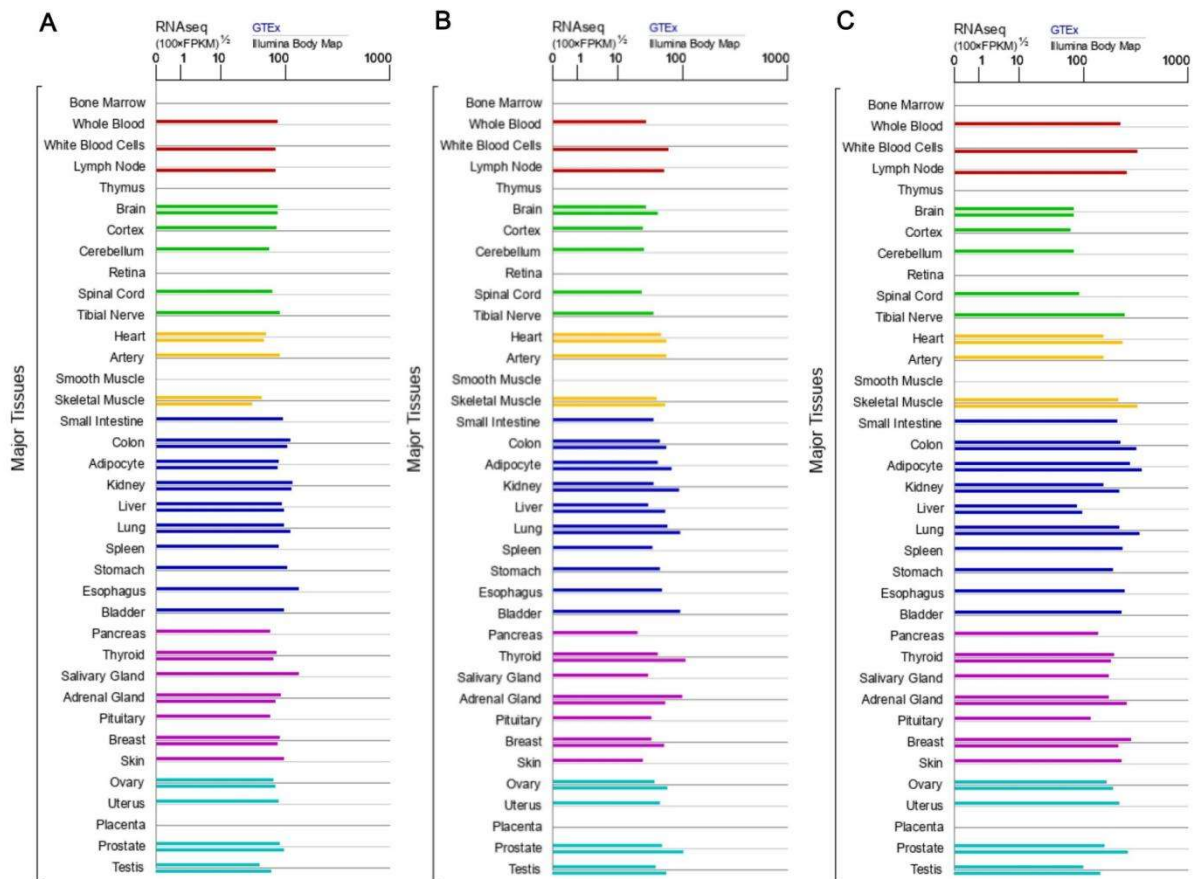 A
RNAseq
(100×FPKM) ½
GTEx
Illumina Body Map
0 1 10 100 1000
Major Tissues
Bone Marrow
Whole Blood
White Blood Cells
Lymph Node
Thymus
Brain
Cortex
Cerebellum
Retina
Spinal Cord
Tibial Nerve
Heart
Artery
Smooth Muscle
Skeletal Muscle
Small Intestine
Colon
Adipocyte
Kidney
Liver
Lung
Spleen
Stomach
Esophagus
Bladder
Pancreas
Thyroid
Salivary Gland
Adrenal Gland
Pituitary
Breast
Skin
Ovary
Uterus
Placenta
Prostate
Testis
B
RNAseq
(100×FPKM) ½
GTEx
Illumina Body Map
0 1 10 100 1000
Major Tissues
Bone Marrow
Whole Blood
White Blood Cells
Lymph Node
Thymus
Brain
Cortex
Cerebellum
Retina
Spinal Cord
Tibial Nerve
Heart
Artery
Smooth Muscle
Skeletal Muscle
Small Intestine
Colon
Adipocyte
Kidney
Liver
Lung
Spleen
Stomach
Esophagus
Bladder
Pancreas
Thyroid
Salivary Gland
Adrenal Gland
Pituitary
Breast
Skin
Ovary
Uterus
Placenta
Prostate
Testis
C
RNAseq
(100×FPKM) ½
GTEx
Illumina Body Map
0 1 10 100 1000
Major Tissues
Bone Marrow
Whole Blood
White Blood Cells
Lymph Node
Thymus
Brain
Cortex
Cerebellum
Retina
Spinal Cord
Tibial Nerve
Heart
Artery
Smooth Muscle
Skeletal Muscle
Small Intestine
Colon
Adipocyte
Kidney
Liver
Lung
Spleen
Stomach
Esophagus
Bladder
Pancreas
Thyroid
Salivary Gland
Adrenal Gland
Pituitary
Breast
Skin
Ovary
Uterus
Placenta
Prostate
Testis